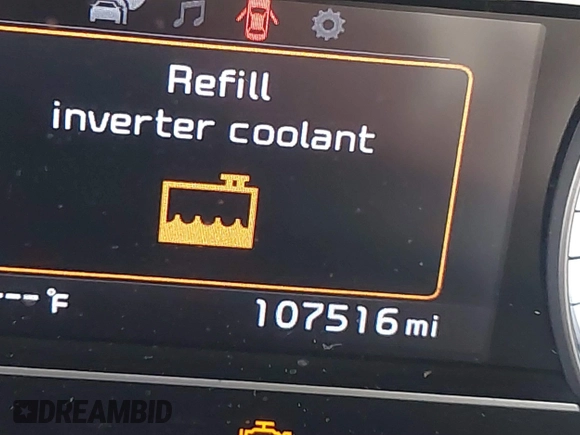 Refill
inverter coolant
---°F
107516 mi
DREAMBID